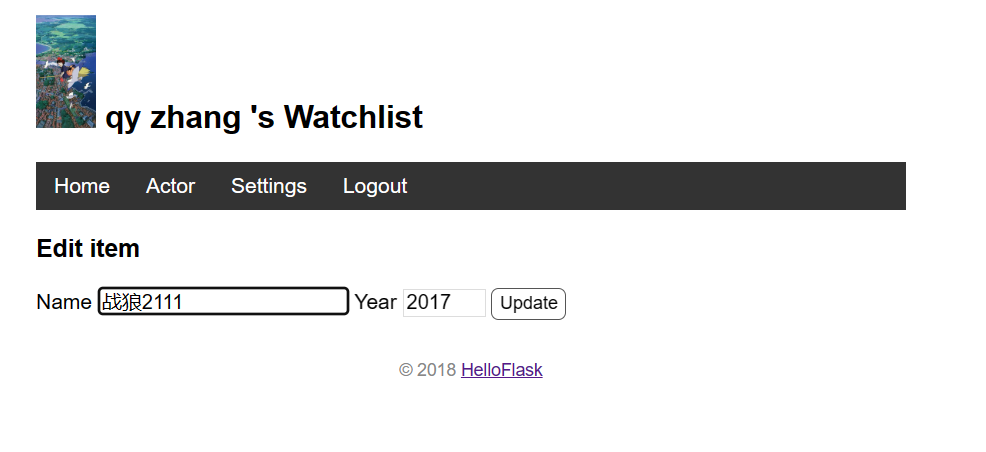 qy zhang 's Watchlist
Home Actor Settings Logout
Edit item
Name 战狼2111 Year 2017 Update
© 2018 HelloFlask